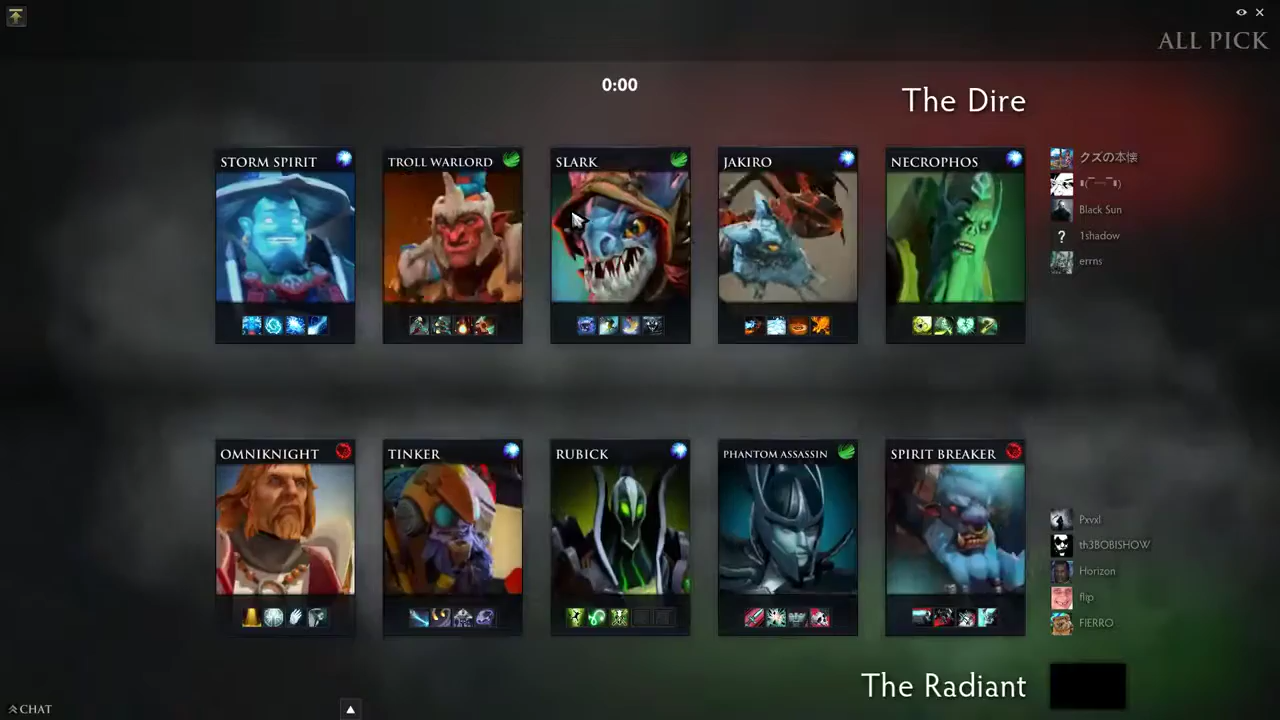 ALL PICK
0:00
The Dire
STORM SPIRIT
TROLL WARLORD
SLARK
JAKIRO
NECROPHOS
クズの本懐
Black Sun
?
1shadow
errns
OMNIKNIGHT
TINKER
RUBICK
PHANTOM ASSASSIN
SPIRIT BREAKER
Pxvxl
th3BOBISHOW
Horizon
flip
FIERRO
The Radiant
CHAT